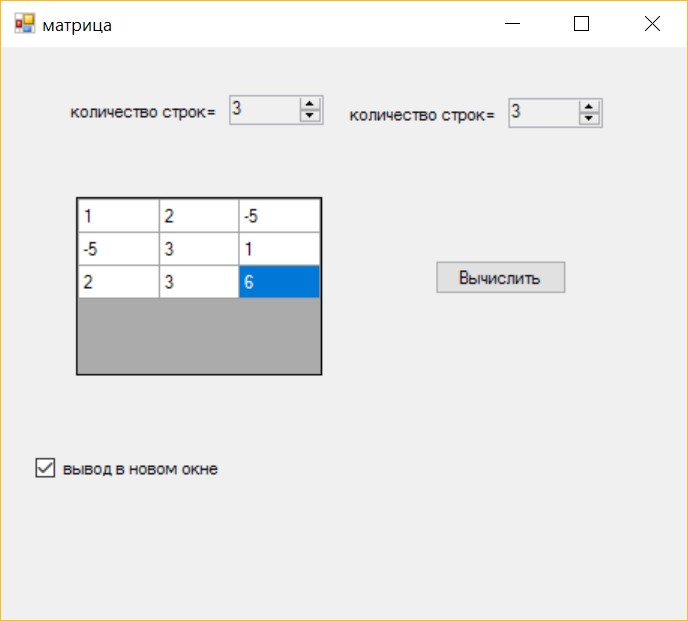 матрица
количество строк= 3 количество строк= 3
1 2 -5
-5 3 1
2 3 6
Вычислить
вывод в новом окне